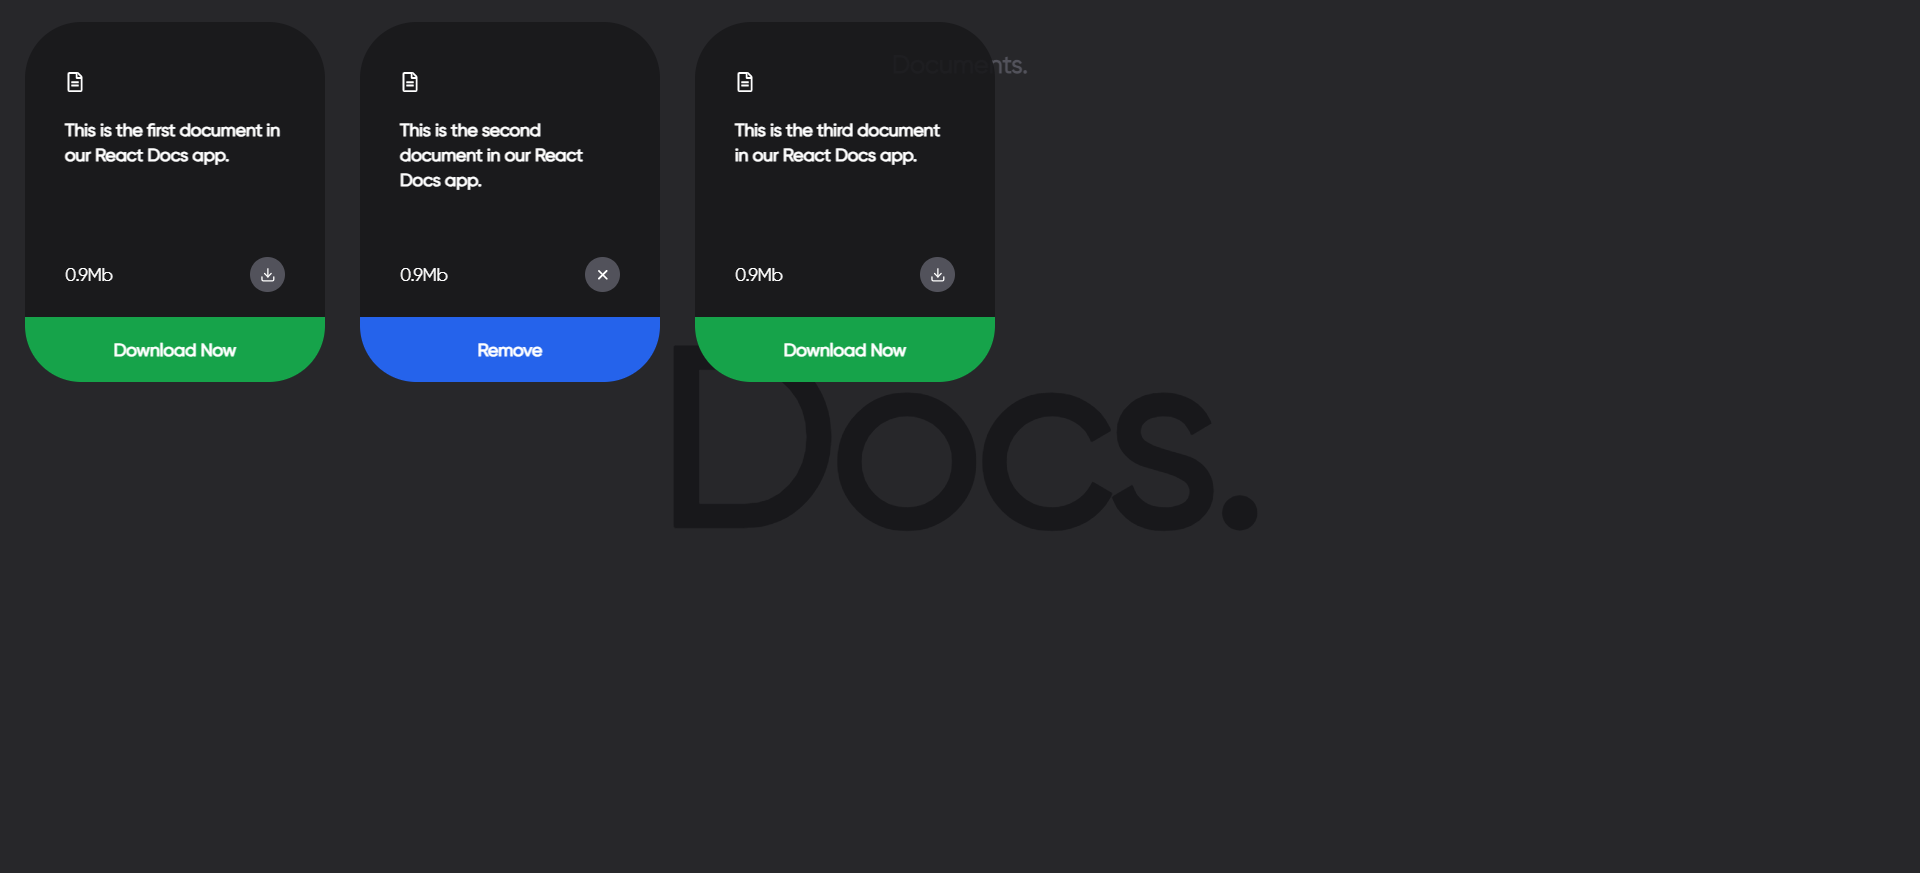 Documents.
This is the first document in
our React Docs app.
0.9Mb
Download Now
This is the second
document in our React
Docs app.
0.9Mb
Remove
This is the third document
in our React Docs app.
0.9Mb
Download Now
Docs.